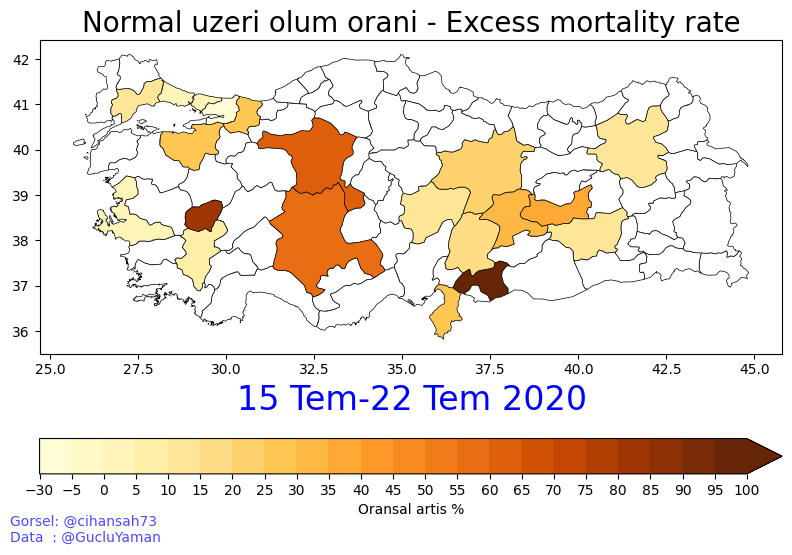 Normal uzeri olum orani - Excess mortality rate
42
41
40
39
38
37
36
25.0 27.5 30.0 32.5 35.0 37.5 40.0 42.5 45.0
15 Tem-22 Tem 2020
−30 −5 0 5 10 15 20 25 30 35 40 45 50 55 60 65 70 75 80 85 90 95 100
Oransal artis %
Gorsel: @cihansah73
Data : @GucluYaman